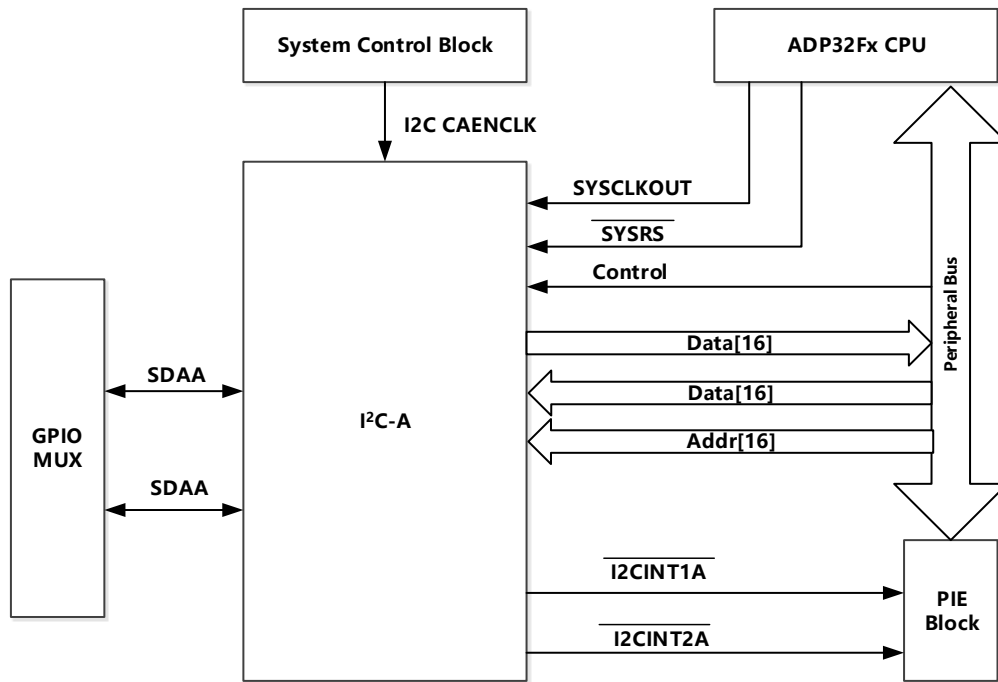 System Control Block
ADP32Fx CPU
I2C CAENCLK
SYSCLKOUT
SYSRS
Control
Peripheral Bus
Data[16]
SDAA
Data[16]
I²C-A
GPIO
MUX
Addr[16]
SDAA
I2CINT1A
PIE
Block
I2CINT2A